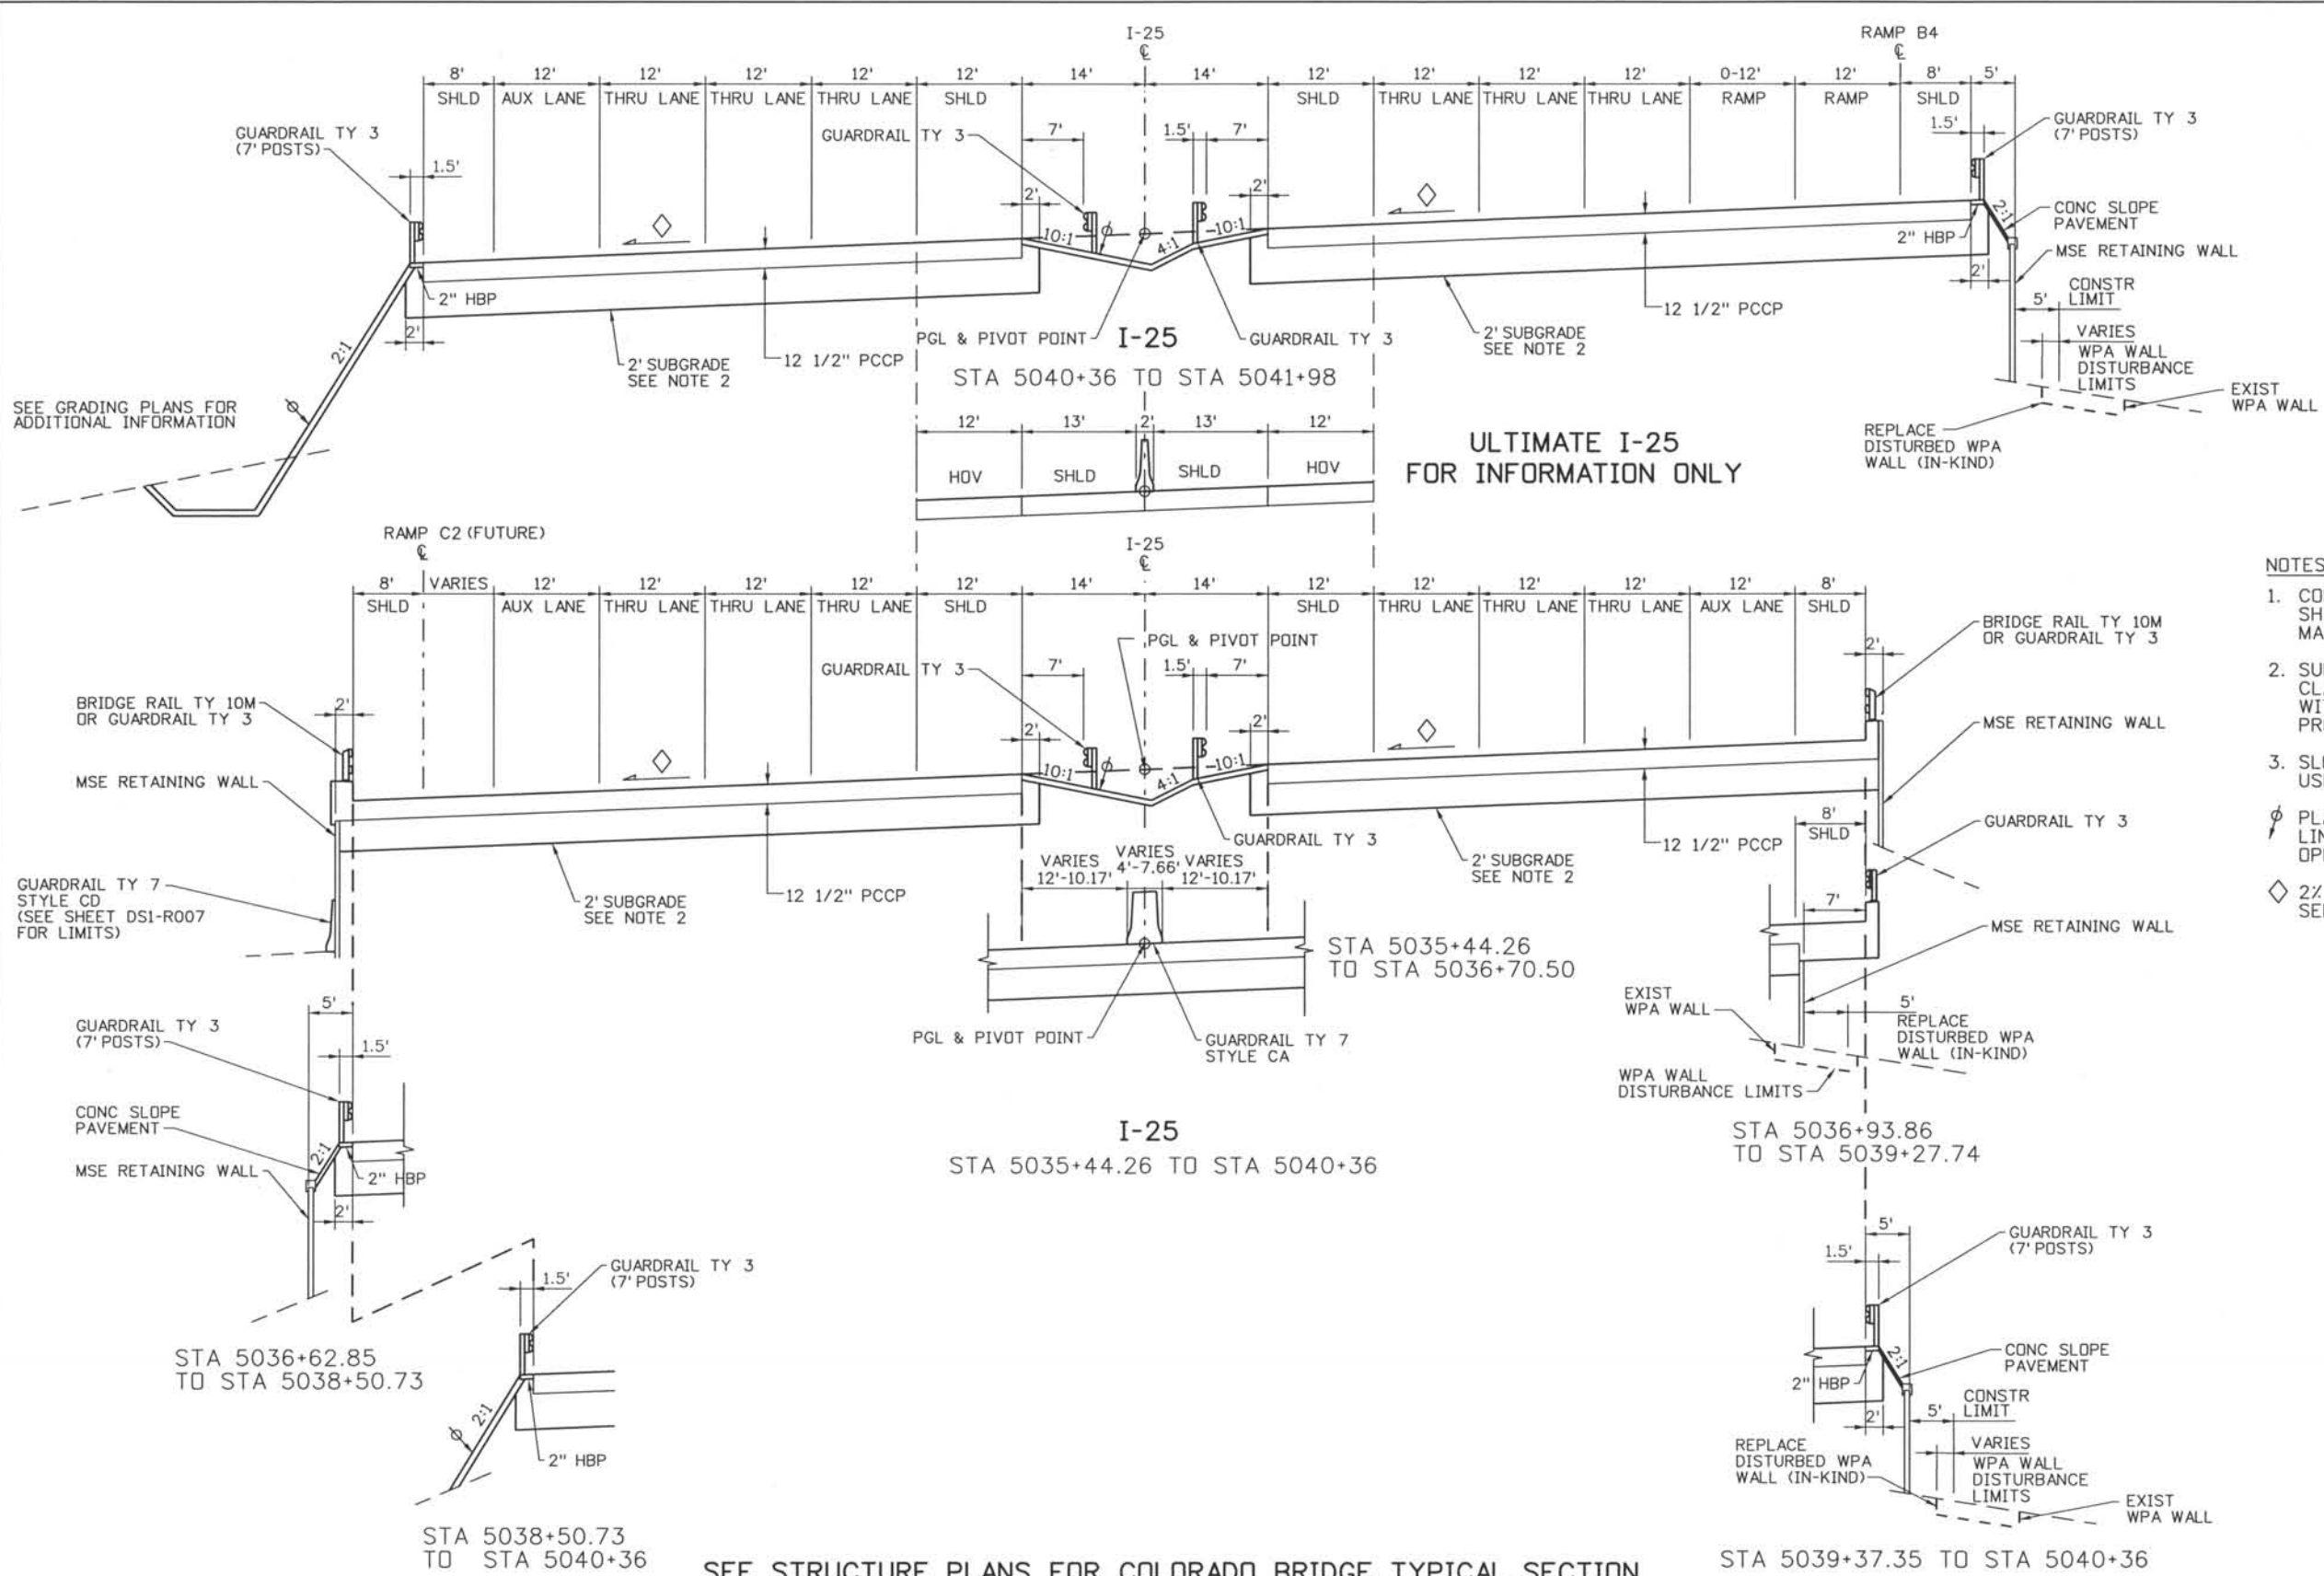 I-25
℄
RAMP B4
℄
8' 12' 12' 12' 12' 12' 14' 14' 12' 12' 12' 12' 0-12' 12' 8' 5'
SHLD AUX LANE THRU LANE THRU LANE THRU LANE SHLD SHLD THRU LANE THRU LANE THRU LANE RAMP RAMP SHLD
GUARDRAIL TY 3
(7' POSTS)
1.5'
GUARDRAIL TY 3
7' 1.5' 7'
1.5'
GUARDRAIL TY 3
(7' POSTS)
2' 2'
10:1 4:1 10:1
2:1
CONC SLOPE
PAVEMENT
2" HBP
MSE RETAINING WALL
2'
CONSTR
5' LIMIT
VARIES
WPA WALL
DISTURBANCE
LIMITS
EXIST
WPA WALL
REPLACE
DISTURBED WPA
WALL (IN-KIND)
2" HBP
2'
2:1
2' SUBGRADE
SEE NOTE 2
12 1/2" PCCP
PGL & PIVOT POINT
I-25
GUARDRAIL TY 3
2' SUBGRADE
SEE NOTE 2
12 1/2" PCCP
STA 5040+36 TO STA 5041+98
SEE GRADING PLANS FOR
ADDITIONAL INFORMATION
12' 13' 2' 13' 12'
HOV SHLD SHLD HOV
ULTIMATE I-25
FOR INFORMATION ONLY
RAMP C2 (FUTURE)
℄
I-25
℄
8' VARIES 12' 12' 12' 12' 12' 14' 14' 12' 12' 12' 12' 12' 8'
SHLD AUX LANE THRU LANE THRU LANE THRU LANE SHLD SHLD THRU LANE THRU LANE THRU LANE AUX LANE SHLD
PGL & PIVOT POINT
GUARDRAIL TY 3
7' 1.5' 7'
2' 2'
10:1 4:1 10:1
BRIDGE RAIL TY 10M
OR GUARDRAIL TY 3
2'
MSE RETAINING WALL
GUARDRAIL TY 7
STYLE CD
(SEE SHEET DS1-R007
FOR LIMITS)
2' SUBGRADE
SEE NOTE 2
12 1/2" PCCP
GUARDRAIL TY 3
2' SUBGRADE
SEE NOTE 2
12 1/2" PCCP
BRIDGE RAIL TY 10M
OR GUARDRAIL TY 3
2'
MSE RETAINING WALL
VARIES VARIES VARIES
12'-10.17' 4'-7.66' 12'-10.17'
STA 5035+44.26
TO STA 5036+70.50
PGL & PIVOT POINT
GUARDRAIL TY 7
STYLE CA
8'
SHLD
GUARDRAIL TY 3
7'
MSE RETAINING WALL
EXIST
WPA WALL
5'
REPLACE
DISTURBED WPA
WALL (IN-KIND)
WPA WALL
DISTURBANCE LIMITS
STA 5036+93.86
TO STA 5039+27.74
I-25
STA 5035+44.26 TO STA 5040+36
5'
GUARDRAIL TY 3
(7' POSTS)
1.5'
CONC SLOPE
PAVEMENT
2:1
MSE RETAINING WALL
2" HBP
2'
STA 5036+62.85
TO STA 5038+50.73
GUARDRAIL TY 3
(7' POSTS)
1.5'
2:1
2" HBP
STA 5038+50.73
TO STA 5040+36
5'
GUARDRAIL TY 3
(7' POSTS)
1.5'
2:1
CONC SLOPE
PAVEMENT
2" HBP
2'
CONSTR
5' LIMIT
REPLACE
DISTURBED WPA
WALL (IN-KIND)
VARIES
WPA WALL
DISTURBANCE
LIMITS
EXIST
WPA WALL
STA 5039+37.35 TO STA 5040+36
SEE STRUCTURE PLANS FOR COLORADO BRIDGE TYPICAL SECTION
NOTES
1. CO
SH
MA
2. SU
CL
WI
PR
3. SL
US
PL
LIN
OP
2%
SE